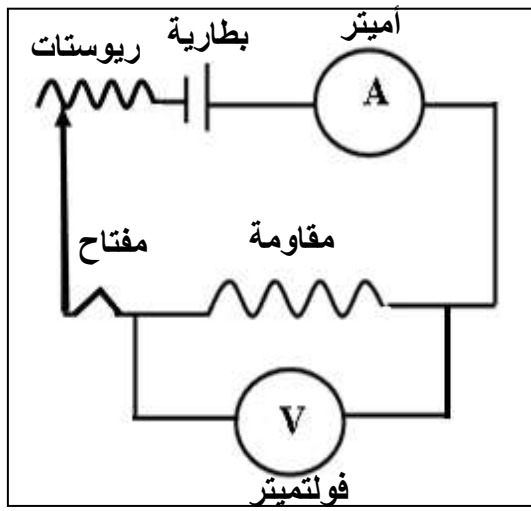 أميتر
بطارية
ريوستات
A
مقاومة
مفتاح
V
فولتميتر